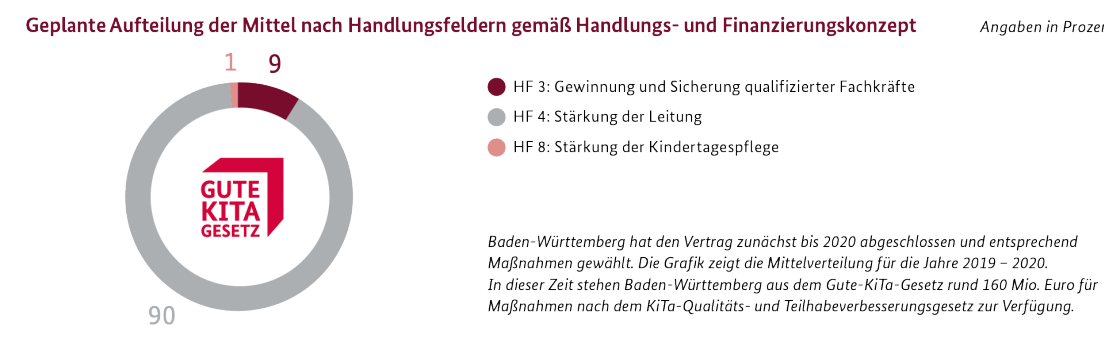 Geplante Aufteilung der Mittel nach Handlungsfeldern gemäß Handlungs- und Finanzierungskonzept
Angaben in Prozen
1
9
90
GUTE
KITA
GESETZ
HF 3: Gewinnung und Sicherung qualifizierter Fachkräfte
HF 4: Stärkung der Leitung
HF 8: Stärkung der Kindertagespflege
Baden-Württemberg hat den Vertrag zunächst bis 2020 abgeschlossen und entsprechend
Maßnahmen gewählt. Die Grafik zeigt die Mittelverteilung für die Jahre 2019 – 2020.
In dieser Zeit stehen Baden-Württemberg aus dem Gute-KiTa-Gesetz rund 160 Mio. Euro für
Maßnahmen nach dem KiTa-Qualitäts- und Teilhabeverbesserungsgesetz zur Verfügung.